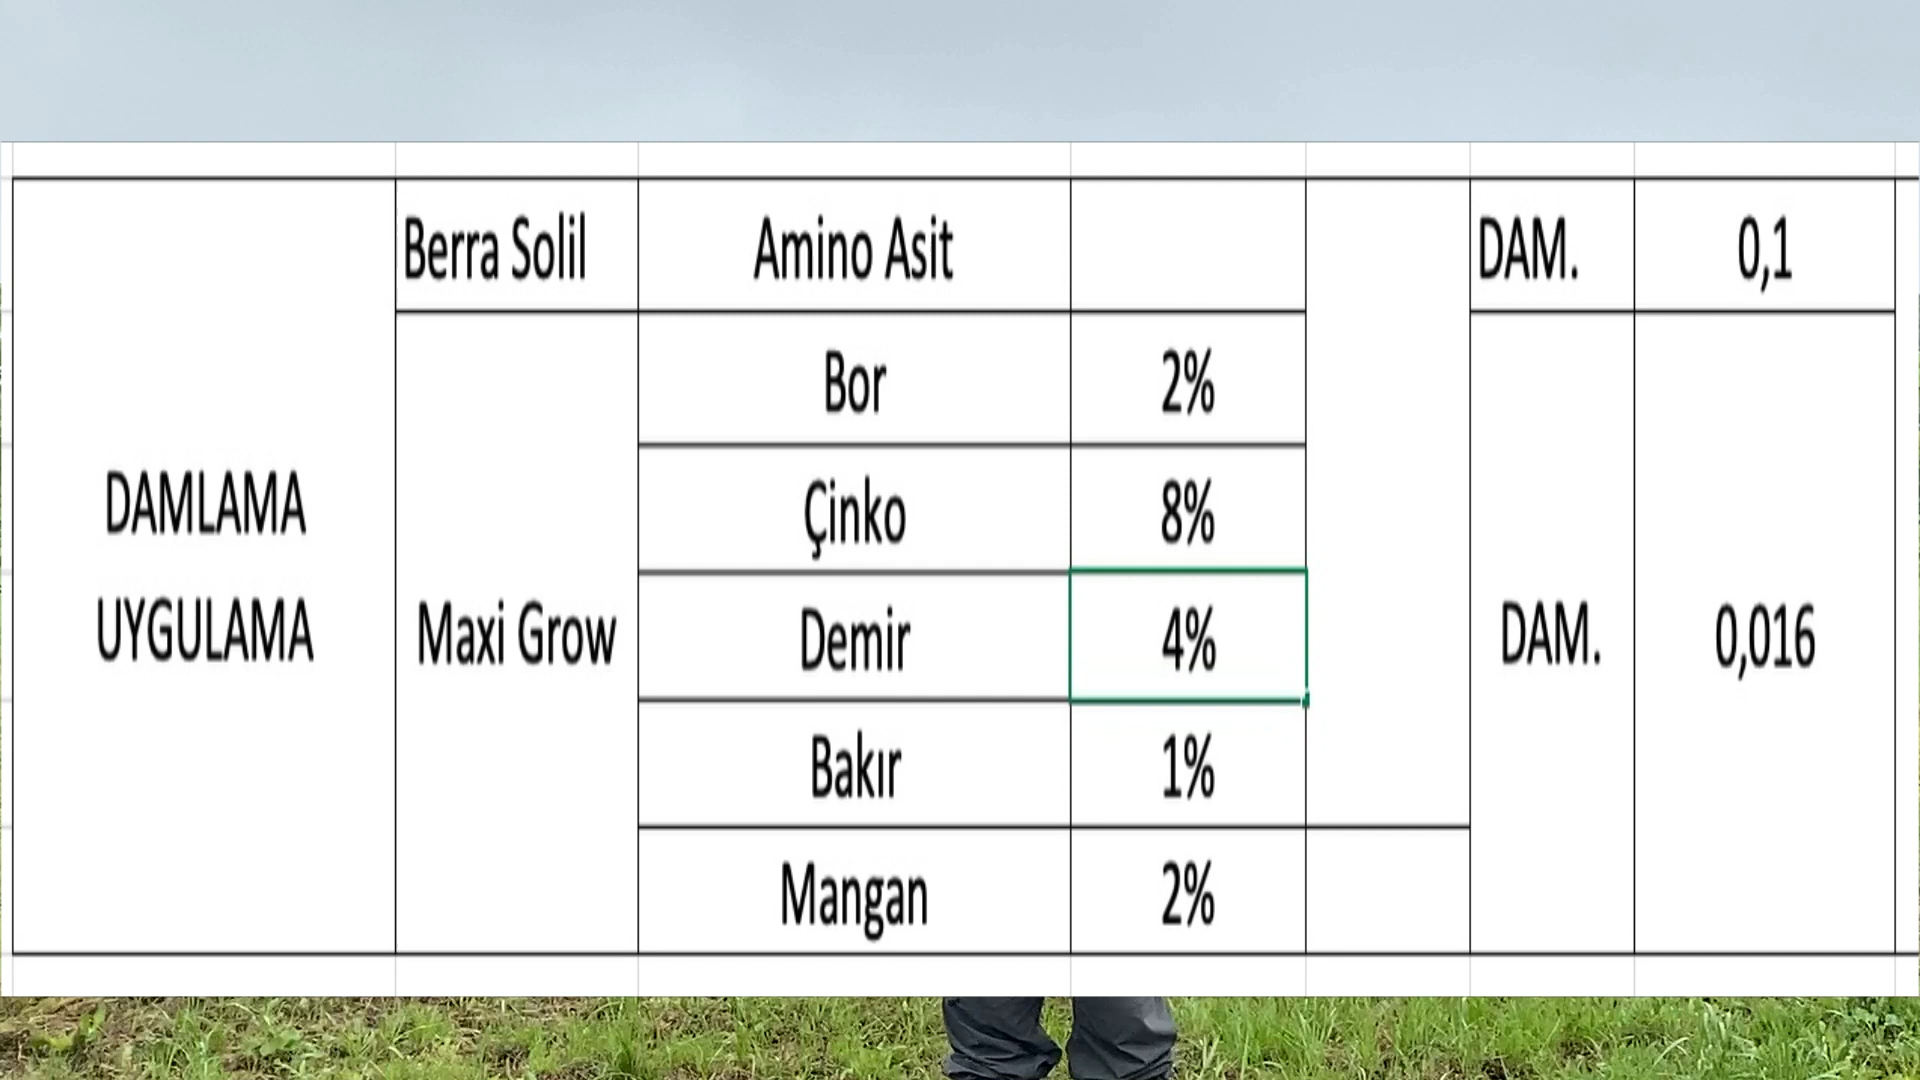 Berra Solil Amino Asit DAM. 0,1
Bor 2%
Çinko 8%
DAMLAMA
UYGULAMA
Maxi Grow
Demir 4%
DAM. 0,016
Bakır 1%
Mangan 2%